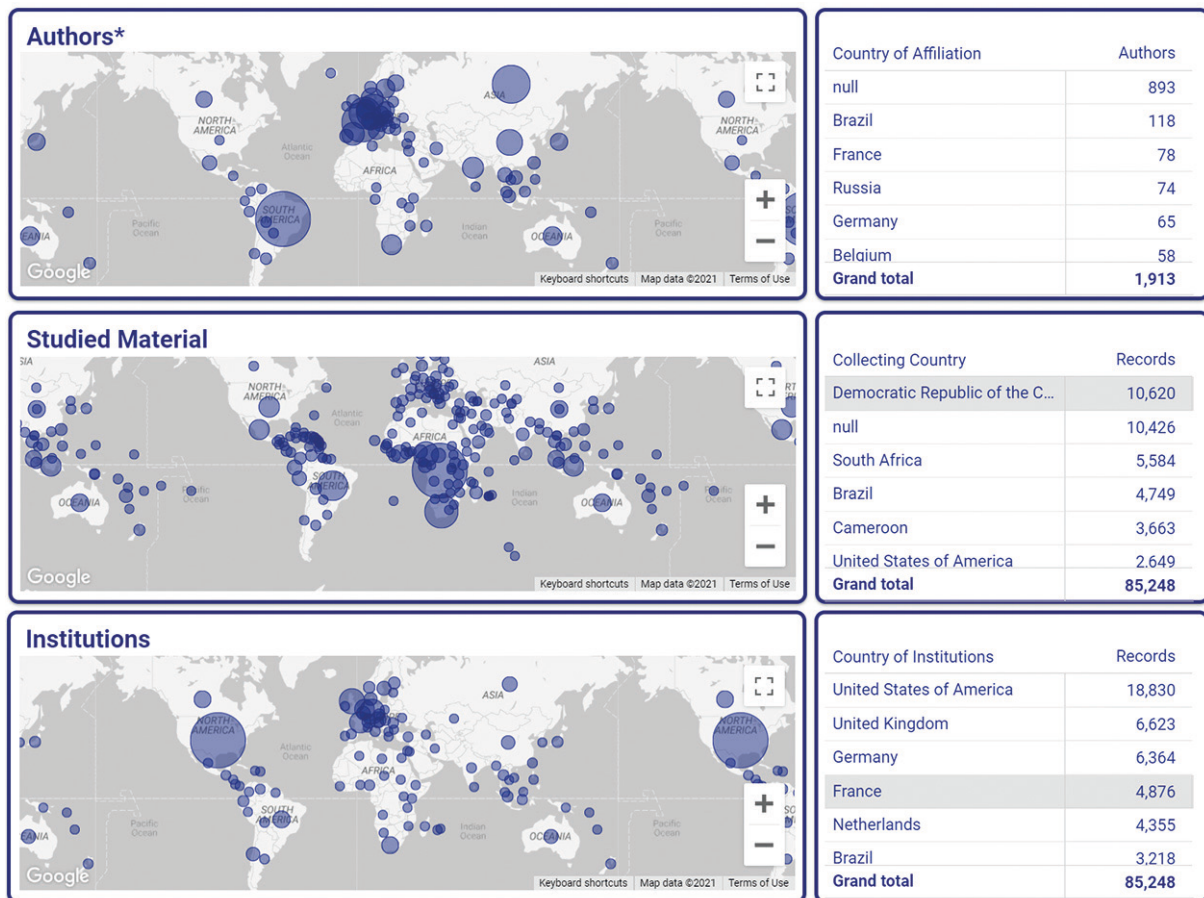 Authors*
ASIA
NORTH AMERICA
Atlantic Ocean
AFRICA
SOUTH AMERICA
Pacific Ocean
Indian Ocean
OCEANIA
NORTH AMERICA
Pacific Ocean
EANIA
Google
Keyboard shortcuts Map data ©2021 Terms of Use
Country of Affiliation Authors
null 893
Brazil 118
France 78
Russia 74
Germany 65
Belgium 58
Grand total 1,913
Studied Material
SIA
ASIA
NORTH AMERICA
Atlantic Ocean
AFRICA
SOUTH AMERICA
Pacific Ocean
Indian Ocean
OCEANIA
Pacific Ocean
OCEANIA
Google
Keyboard shortcuts Map data ©2021 Terms of Use
Collecting Country Records
Democratic Republic of the C... 10,620
null 10,426
South Africa 5,584
Brazil 4,749
Cameroon 3,663
United States of America 2.649
Grand total 85,248
Institutions
ASIA
NORTH AMERICA
NORTH AMERICA
Atlantic Ocean
AFRICA
SOUTH AMERICA
Pacific Ocean
Indian Ocean
Pacific Ocean
EANIA
OCEANIA
Google
Keyboard shortcuts Map data ©2021 Terms of Use
Country of Institutions Records
United States of America 18,830
United Kingdom 6,623
Germany 6,364
France 4,876
Netherlands 4,355
Brazil 3,218
Grand total 85,248